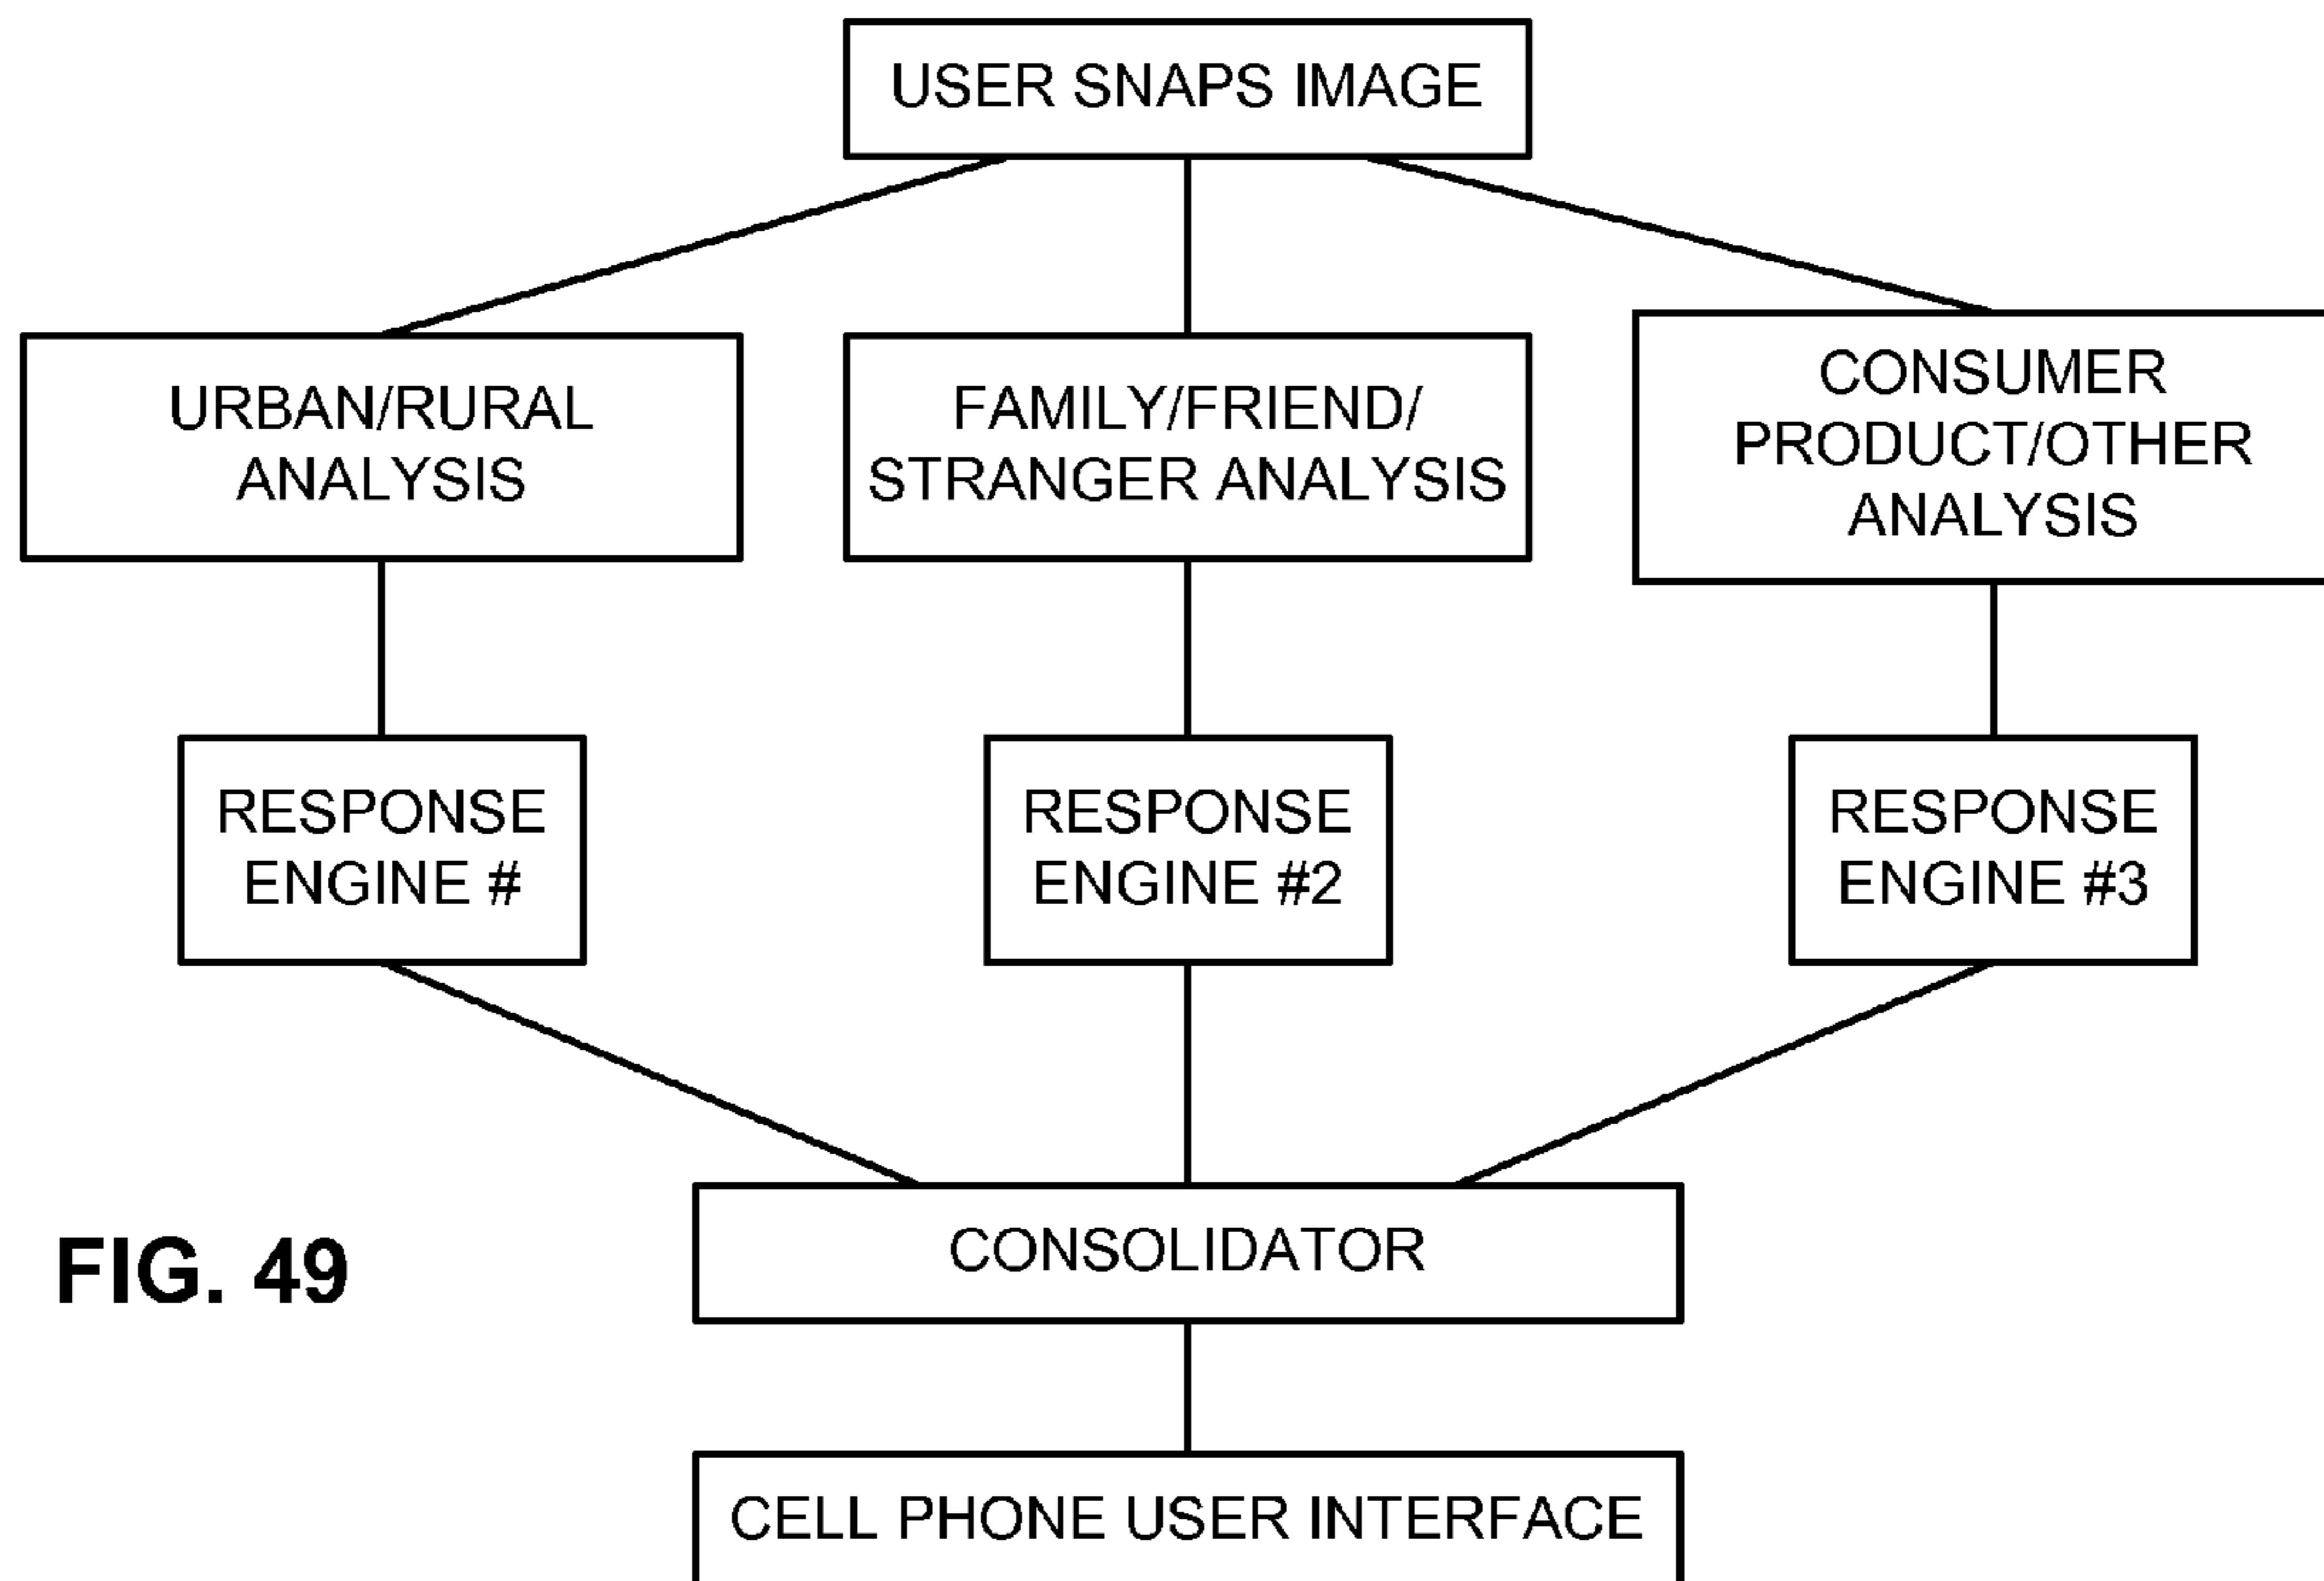 USER SNAPS IMAGE
URBAN/RURAL
ANALYSIS
FAMILY/FRIEND/
STRANGER ANALYSIS
CONSUMER
PRODUCT/OTHER
ANALYSIS
RESPONSE
ENGINE #
RESPONSE
ENGINE #2
RESPONSE
ENGINE #3
CONSOLIDATOR
FIG. 49
CELL PHONE USER INTERFACE